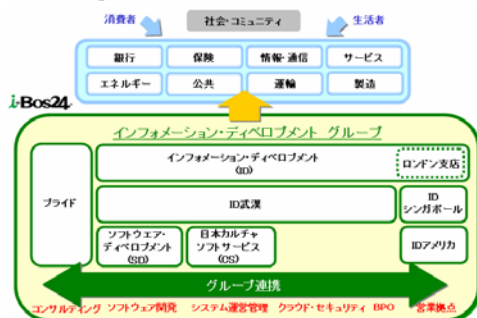 消費者
社会・コミュニティ
生活者
銀行
保険
情報・通信
サービス
エネルギー
公共
運輸
製造
i-Bos24®
インフォメーション・ディベロプメント グループ
プライド
インフォメーション・ディベロプメント
(ID)
ロンドン支店
ID武漢
ID
シンガポール
ソフトウエア・
ディベロプメント
(SD)
日本カルチャ
ソフトサービス
(CS)
IDアメリカ
グループ連携
コンサルティング ソフトウェア開発 システム運営管理 クラウド・セキュリティ BPO 営業拠点